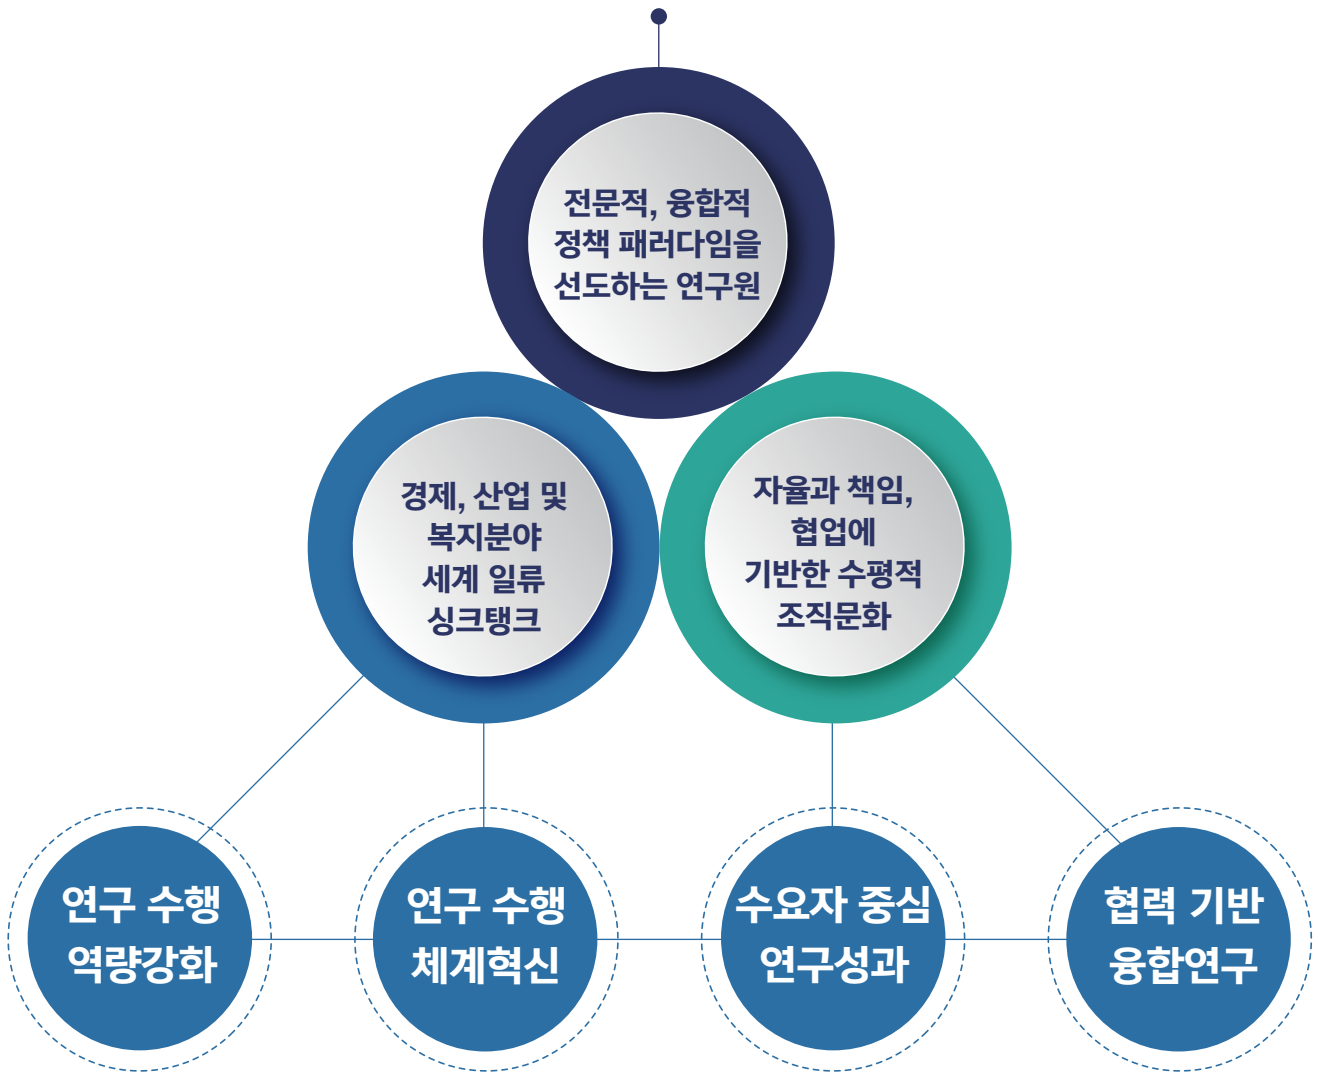 전문적, 융합적
정책 패러다임을
선도하는 연구원
경제, 산업 및
복지분야
세계 일류
싱크탱크
자율과 책임,
협업에
기반한 수평적
조직문화
연구 수행
역량강화
연구 수행
체계혁신
수요자 중심
연구성과
협력 기반
융합연구